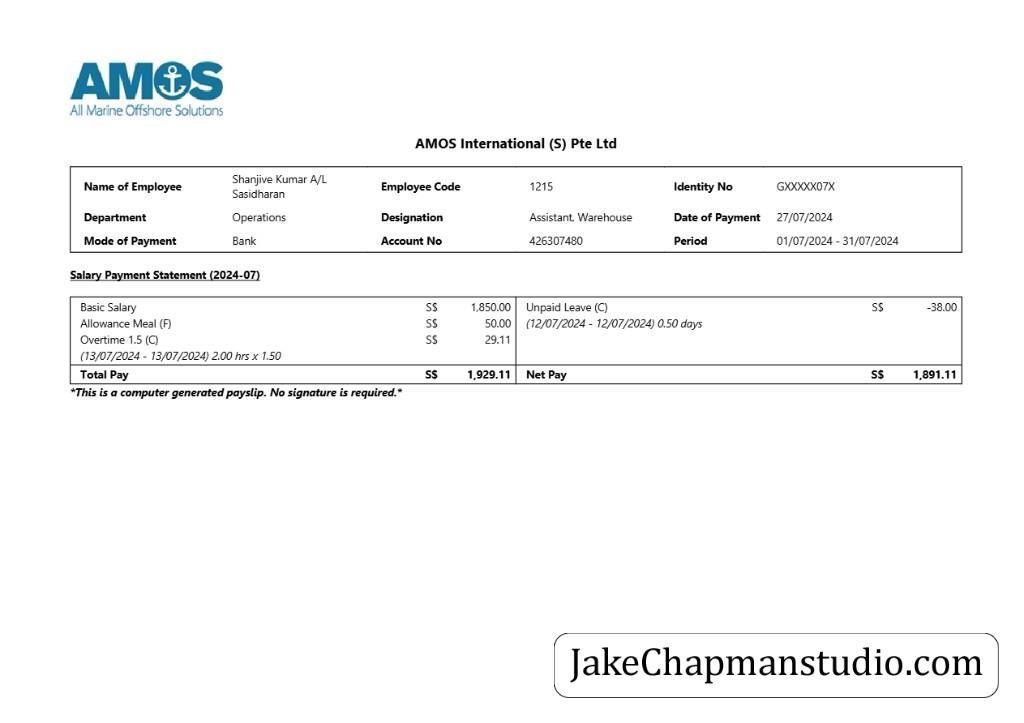 AMOS
All Marine Offshore Solutions
AMOS International (S) Pte Ltd
Name of Employee Shanjive Kumar A/L Sasidharan Employee Code 1215 Identity No GXXXXX07X
Department Operations Designation Assistant, Warehouse Date of Payment 27/07/2024
Mode of Payment Bank Account No 426307480 Period 01/07/2024 - 31/07/2024
Salary Payment Statement (2024-07)
Basic Salary S$ 1,850.00 Unpaid Leave (C) S$ -38.00
Allowance Meal (F) S$ 50.00 (12/07/2024 - 12/07/2024) 0.50 days
Overtime 1.5 (C) S$ 29.11
(13/07/2024 - 13/07/2024) 2.00 hrs x 1.50
Total Pay S$ 1,929.11 Net Pay S$ 1,891.11
*This is a computer generated payslip. No signature is required.*
JakeChapmanstudio.com